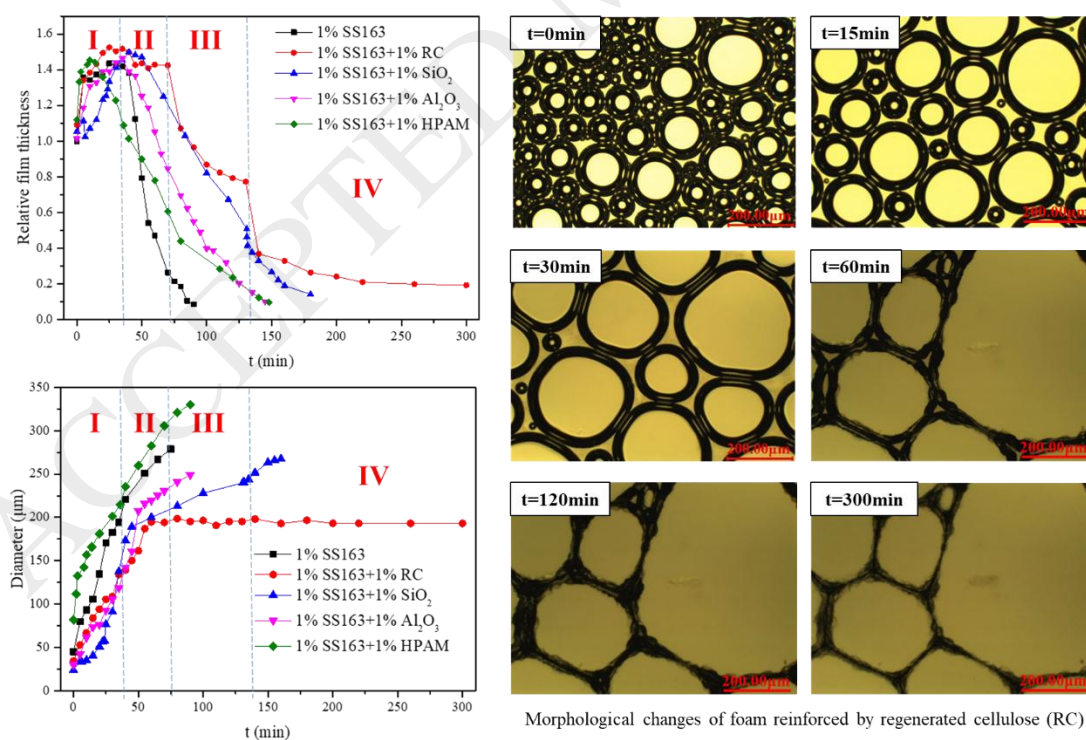 I II III IV
1% SS163
1% SS163+1% RC
1% SS163+1% SiO₂
1% SS163+1% Al₂O₃
1% SS163+1% HPAM
Relative film thickness
1.6
1.4
1.2
1.0
0.8
0.6
0.4
0.2
0.0
0 50 100 150 200 250 300
t (min)
I II III IV
1% SS163
1% SS163+1% RC
1% SS163+1% SiO₂
1% SS163+1% Al₂O₃
1% SS163+1% HPAM
Diameter (μm)
350
300
250
200
150
100
50
0
0 50 100 150 200 250 300
t (min)
t=0min
200.00μm
t=15min
200.00μm
t=30min
200.00μm
t=60min
200.00μm
t=120min
200.00μm
t=300min
200.00μm
Morphological changes of foam reinforced by regenerated cellulose (RC)
ACCEPTED M